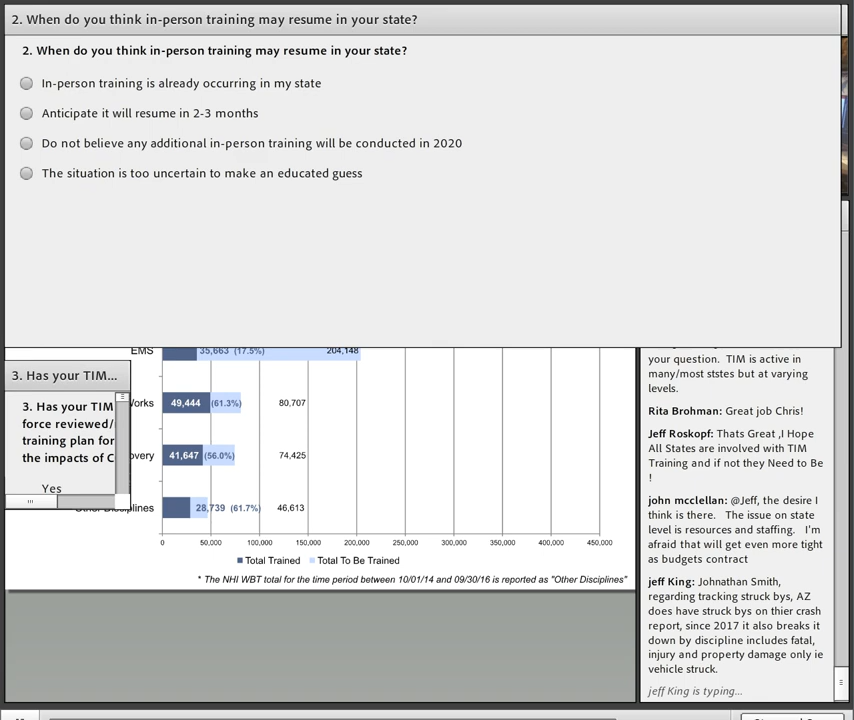 2. When do you think in-person training may resume in your state?
2. When do you think in-person training may resume in your state?
In-person training is already occurring in my state
Anticipate it will resume in 2-3 months
Do not believe any additional in-person training will be conducted in 2020
The situation is too uncertain to make an educated guess
EMS 35,663 (17.5%) 204,148
3. Has your TIM...
3. Has your TIM
force reviewed/
training plan for
the impacts of C
Yes
Works 49,444 (61.3%) 80,707
overy 41,647 (56.0%) 74,425
Other Disciplines 28,739 (61.7%) 46,613
0 50,000 100,000 150,000 200,000 250,000 300,000 350,000 400,000 450,000
Total Trained Total To Be Trained
* The NHI WBT total for the time period between 10/01/14 and 09/30/16 is reported as "Other Disciplines"
your question. TIM is active in
many/most ststes but at varying
levels.
Rita Brohman: Great job Chris!
Jeff Roskopf: Thats Great ,I Hope
All States are involved with TIM
Training and if not they Need to Be
!
john mcclellan: @Jeff, the desire I
think is there. The issue on state
level is resources and staffing. I'm
afraid that will get even more tight
as budgets contract
jeff King: Johnathan Smith,
regarding tracking struck bys, AZ
does have struck bys on thier crash
report, since 2017 it also breaks it
down by discipline includes fatal,
injury and property damage only ie
vehicle struck.
jeff King is typing...